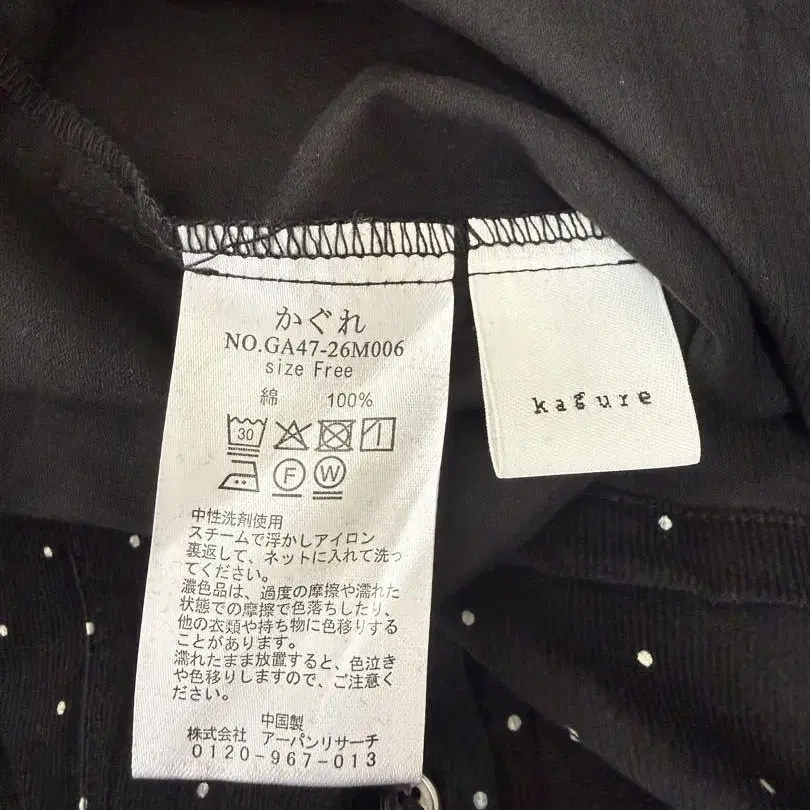 かぐれ
NO.GA47-26M006
size Free
綿 100%
30
F W
中性洗剤使用
スチームで浮かしアイロン
裏返して、ネットに入れて洗っ
てください。
濃色品は、過度の摩擦や濡れた
状態での摩擦で色落ちしたり、
他の衣類や持ち物に色移りする
ことがあります。
濡れたまま放置すると、色泣き
や色移りしますので、ご注意く
ださい。
中国製
株式会社 アーバンリサーチ
0120-967-013
kagure